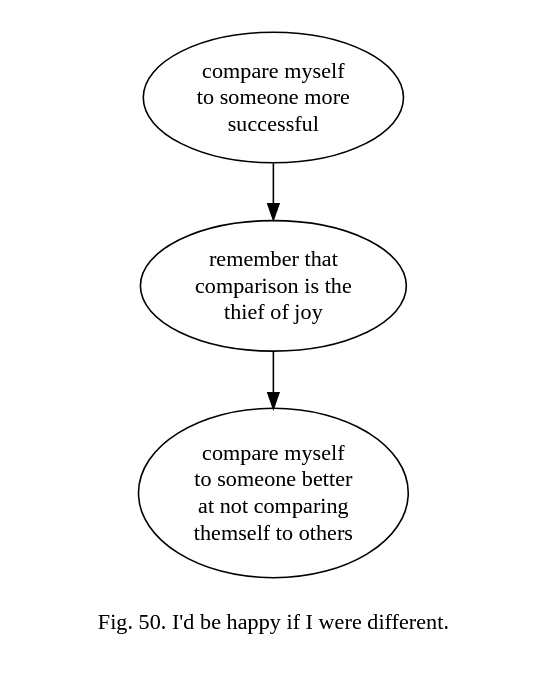 compare myself
to someone more
successful
remember that
comparison is the
thief of joy
compare myself
to someone better
at not comparing
themself to others
Fig. 50. I'd be happy if I were different.